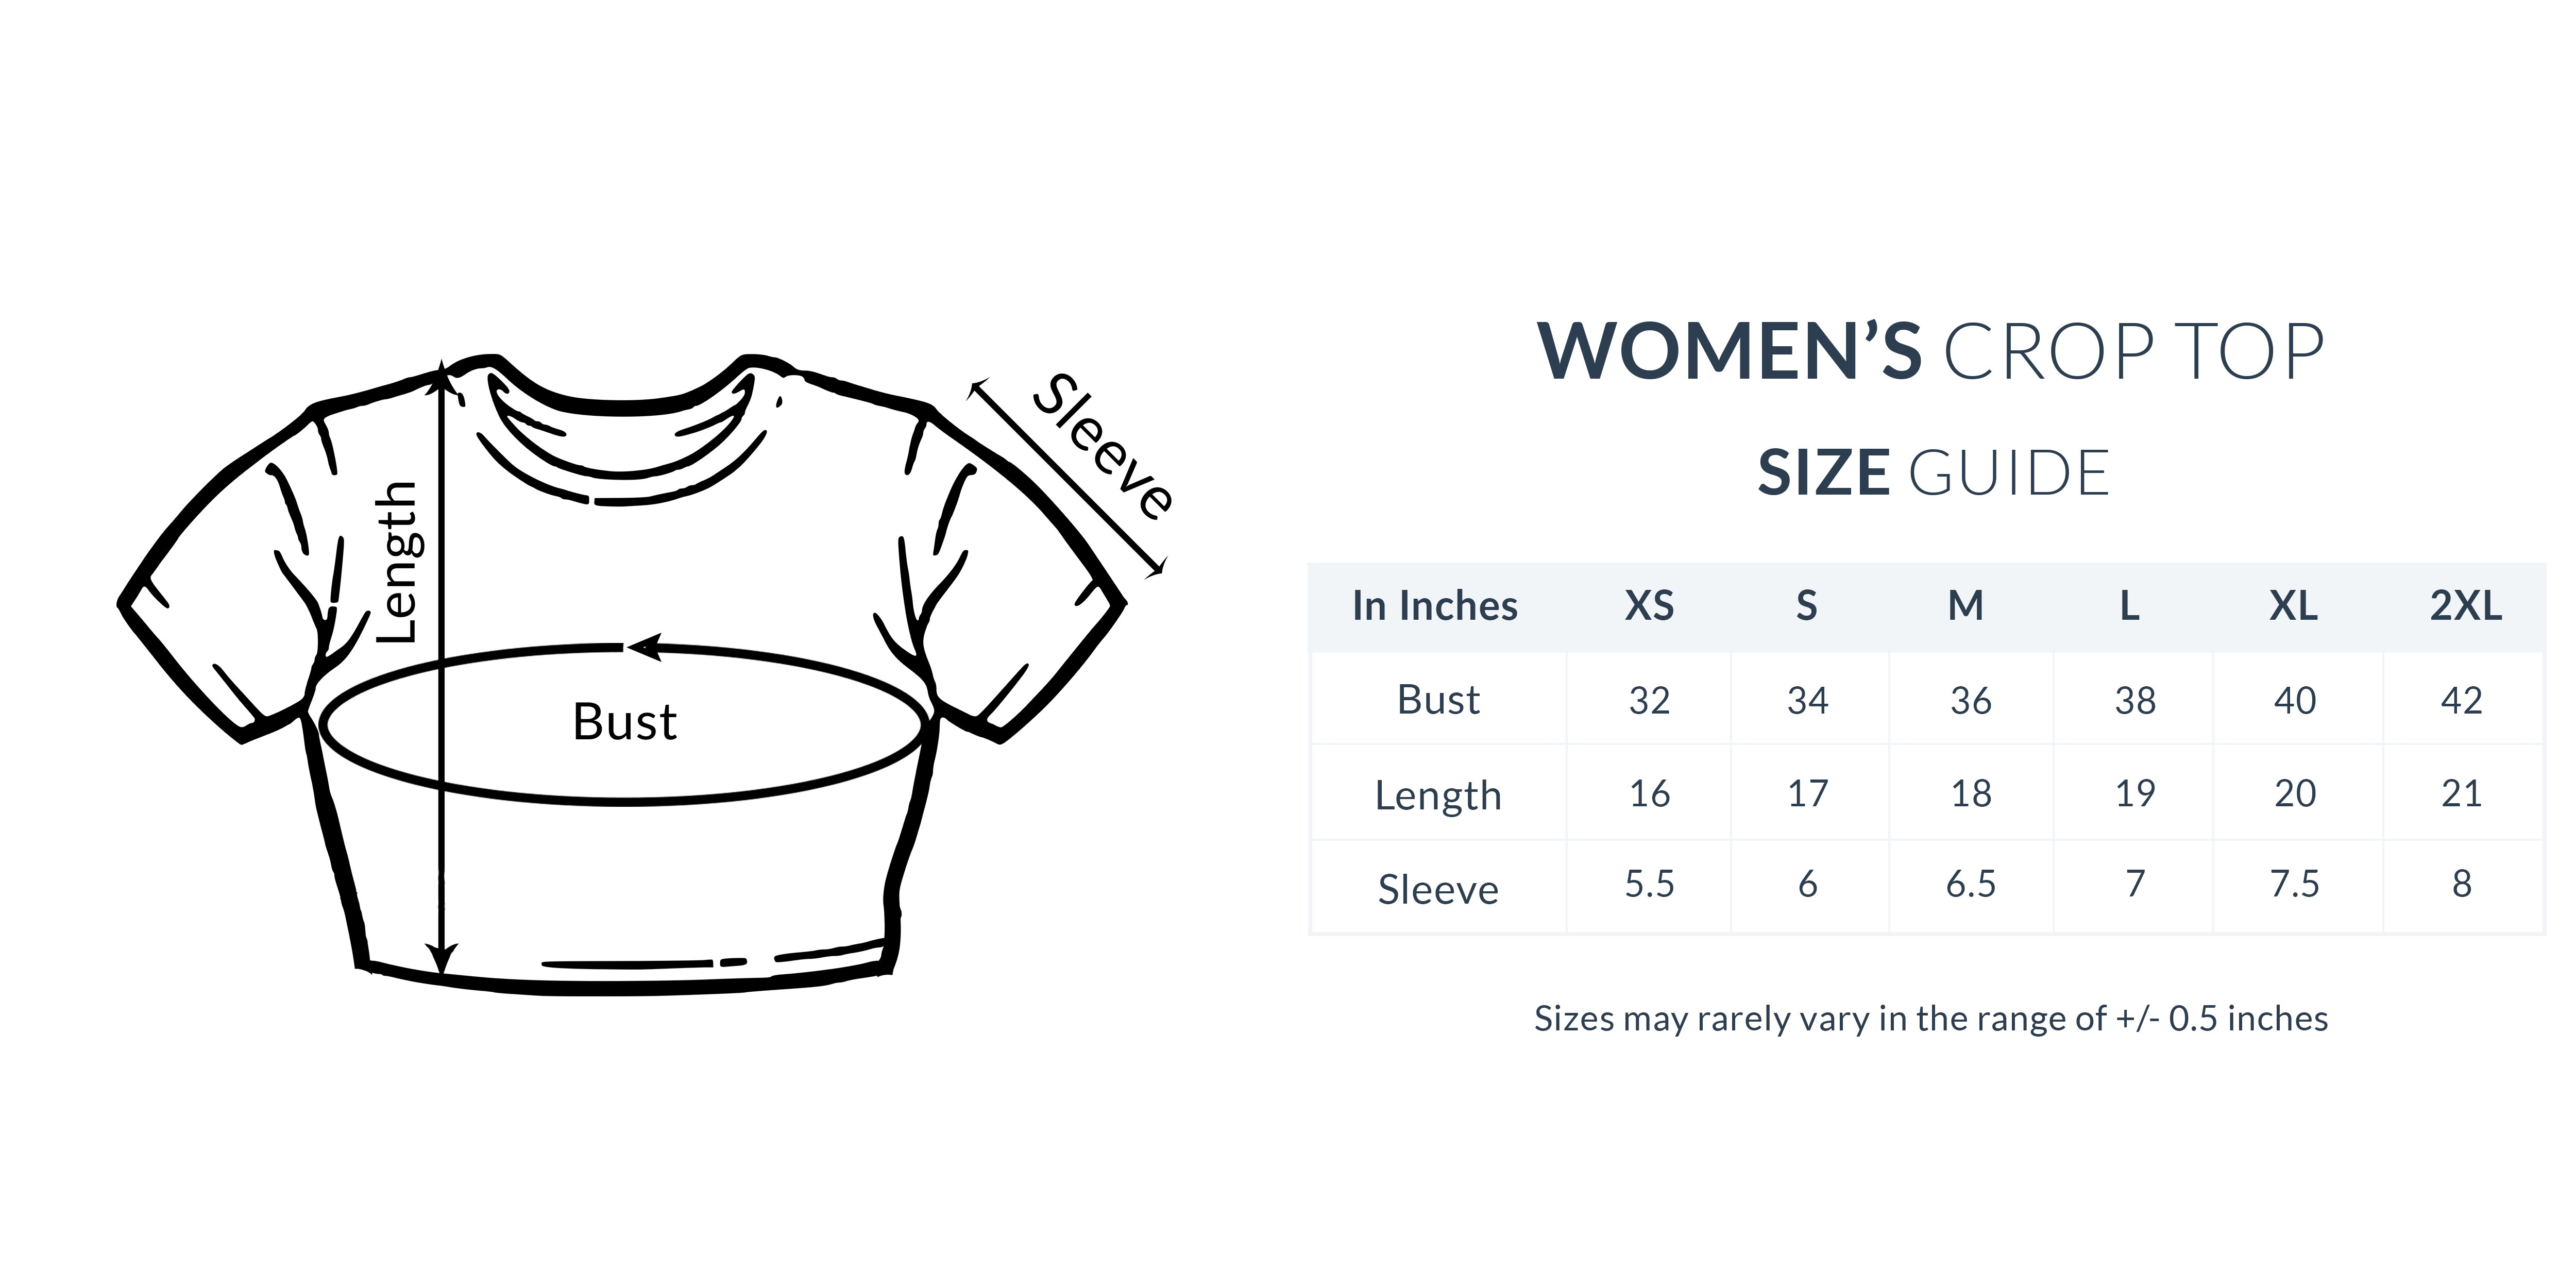 Length
Bust
Sleeve
WOMEN’S CROP TOP
SIZE GUIDE
In Inches XS S M L XL 2XL
Bust 32 34 36 38 40 42
Length 16 17 18 19 20 21
Sleeve 5.5 6 6.5 7 7.5 8
Sizes may rarely vary in the range of +/- 0.5 inches